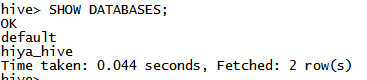 hive> SHOW DATABASES;
OK
default
hiya_hive
Time taken: 0.044 seconds, Fetched: 2 row(s)
hive>